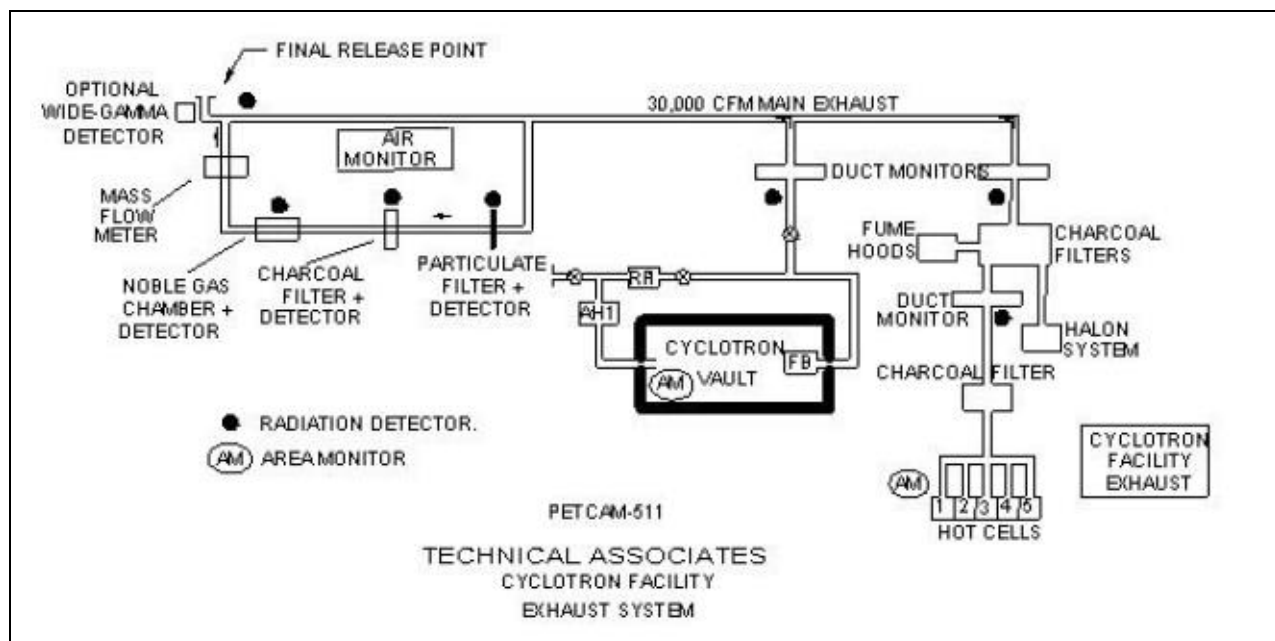 FINAL RELEASE POINT
OPTIONAL
WIDE-GAMMA
DETECTOR
30,000 CFM MAIN EXHAUST
AIR
MONITOR
MASS
FLOW
METER
DUCT MONITORS
NOBLE GAS
CHAMBER +
DETECTOR
CHARCOAL
FILTER +
DETECTOR
PARTICULATE
FILTER +
DETECTOR
FUME
HOODS
CHARCOAL
FILTERS
AH1
CYCLOTRON
VAULT
AM
DUCT
MONITOR
HALON
SYSTEM
CHARCOAL FILTER
RADIATION DETECTOR.
AM AREA MONITOR
AM
1 2 3 4 5
HOT CELLS
CYCLOTRON
FACILITY
EXHAUST
PETCAM-511
TECHNICAL ASSOCIATES
CYCLOTRON FACILITY
EXHAUST SYSTEM